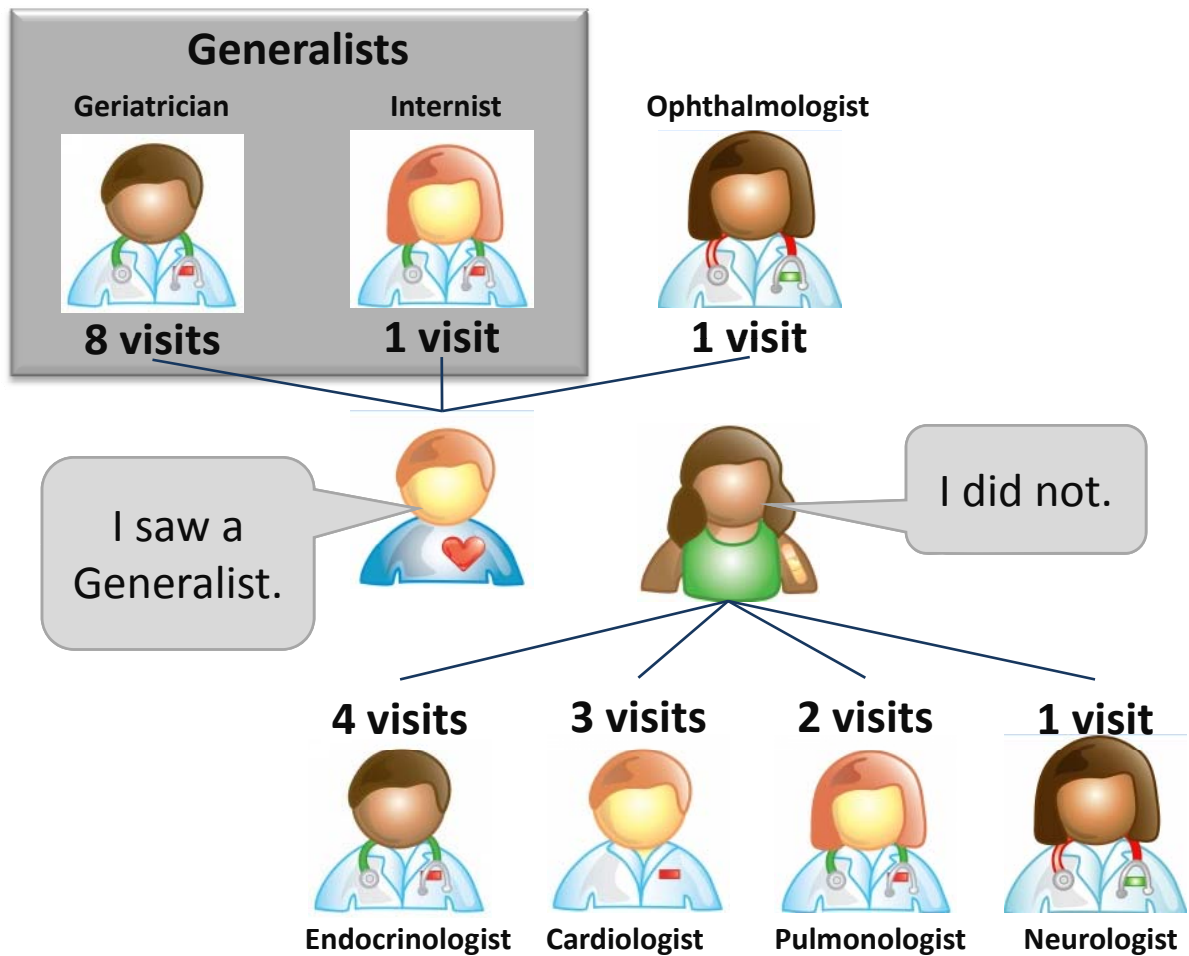 Generalists
Geriatrician
Internist
Ophthalmologist
8 visits
1 visit
1 visit
I saw a
Generalist.
I did not.
4 visits
3 visits
2 visits
1 visit
Endocrinologist
Cardiologist
Pulmonologist
Neurologist